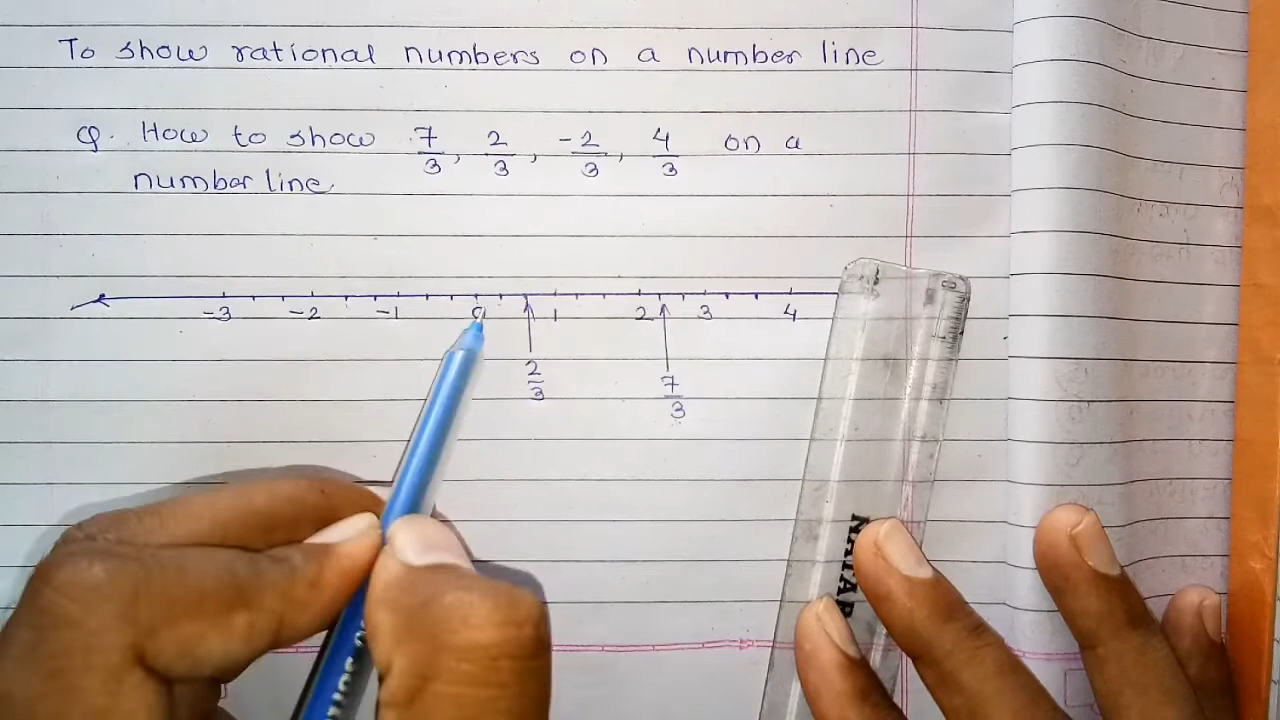 To show rational numbers on a number line
Q. How to show 7/3, 2/3, -2/3, 4/3 on a
number line
-3 -2 -1 0 1 2 3 4
2/3 7/3